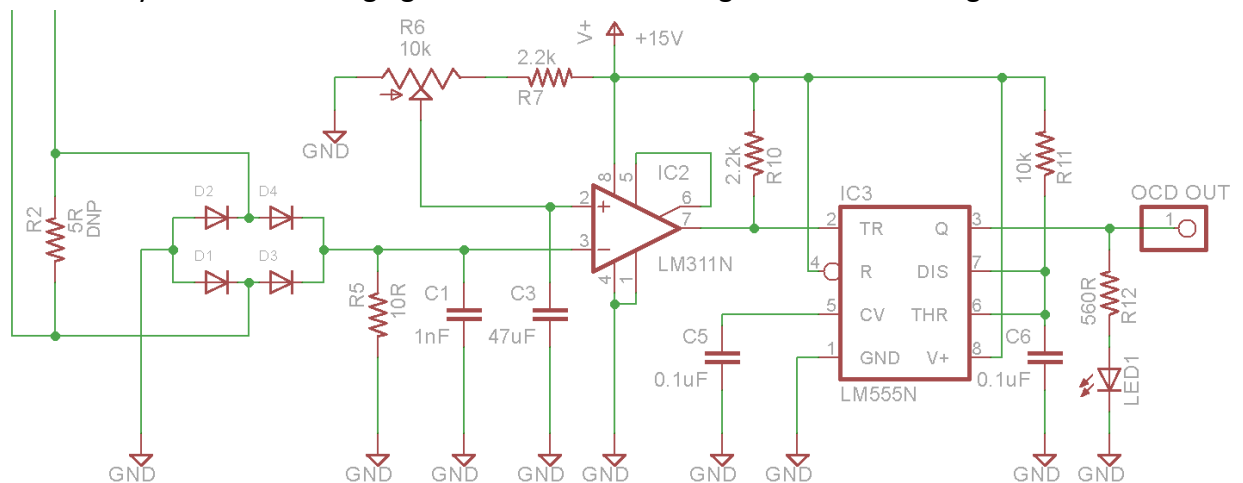 R6
10k
V+
+15V
2.2k
R7
GND
2.2k
R10
10k
R11
D2
D4
IC2
8
5
6
7
2
3
4
1
LM311N
R2
5R
DNP
D1
D3
IC3
OCD OUT
1
2
TR
Q
3
4
R
DIS
7
5
CV
THR
6
1
GND
V+
8
LM555N
R5
10R
C1
1nF
C3
47uF
C5
0.1uF
C6
0.1uF
560R
R12
LED1
GND
GND
GND
GND
GND
GND
GND
GND
GND